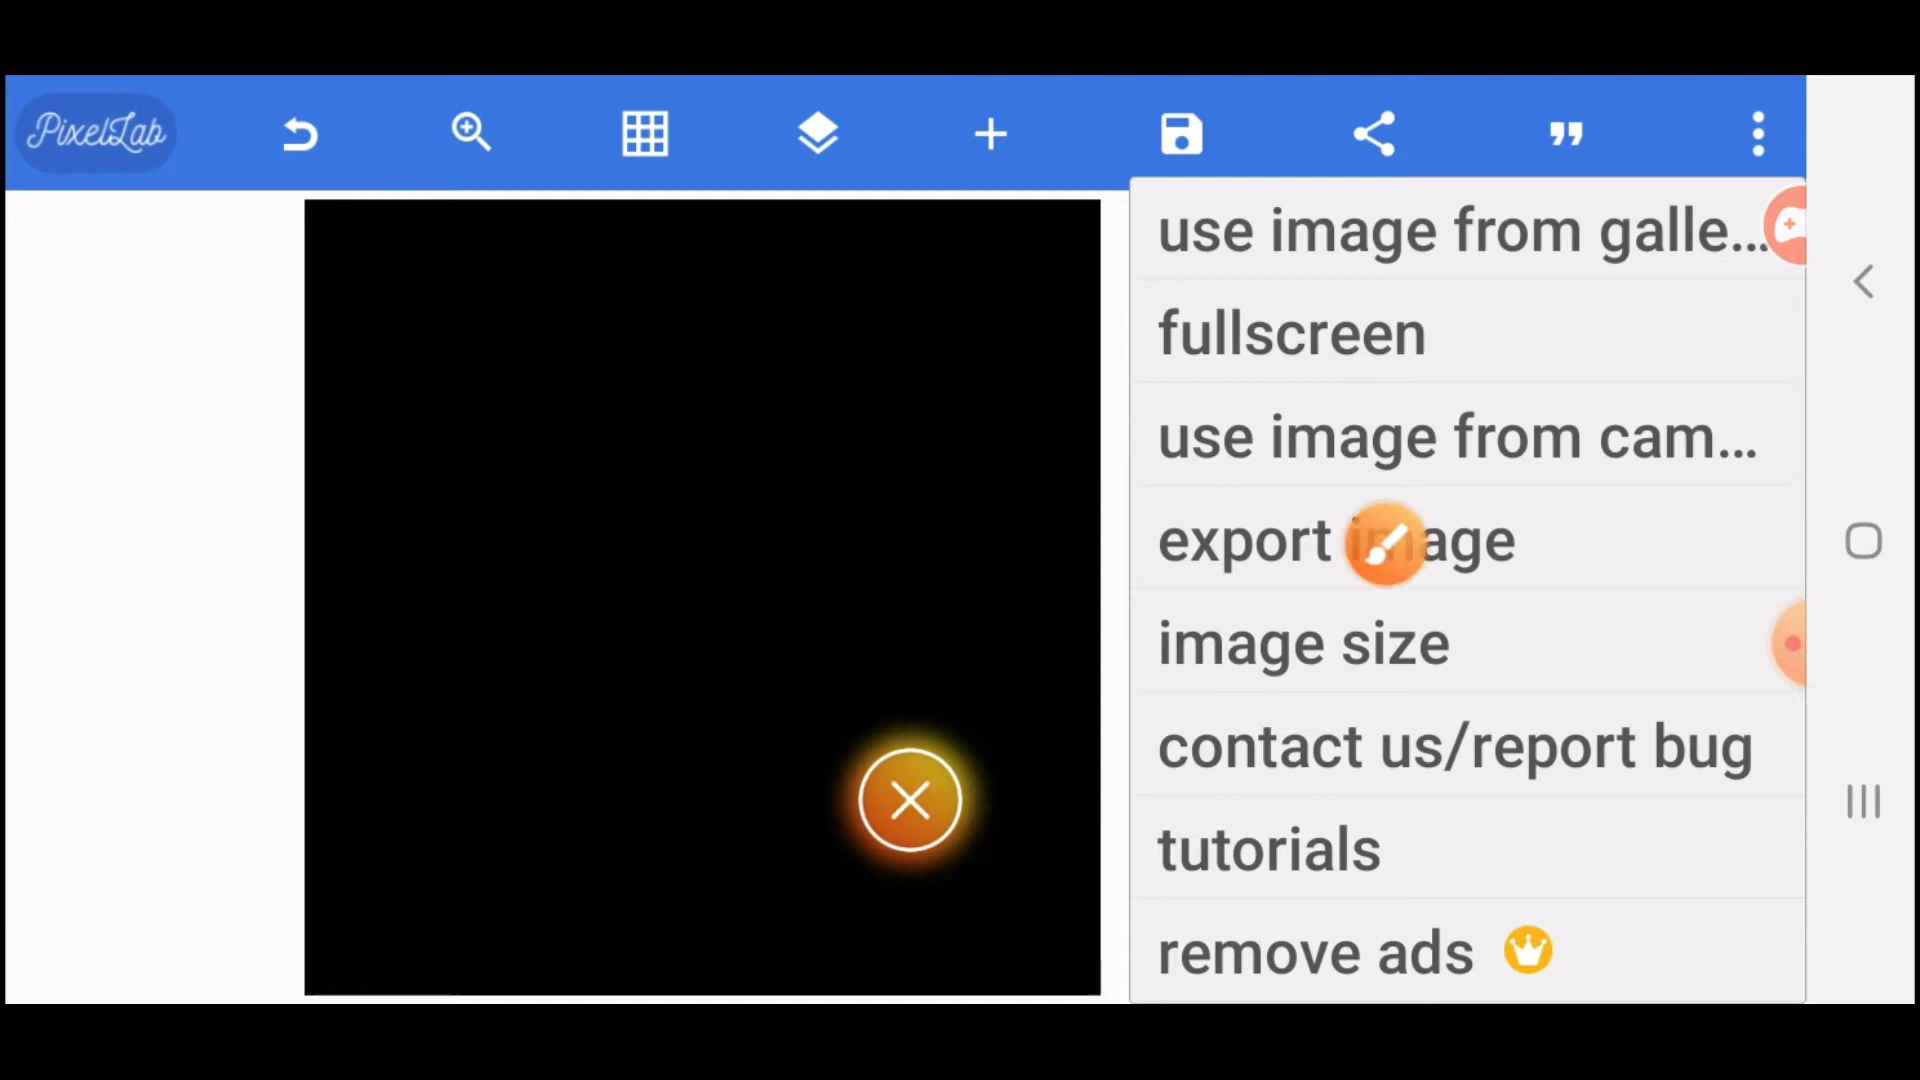 PixelLab
use image from galle...
fullscreen
use image from cam...
export image
image size
contact us/report bug
tutorials
remove ads